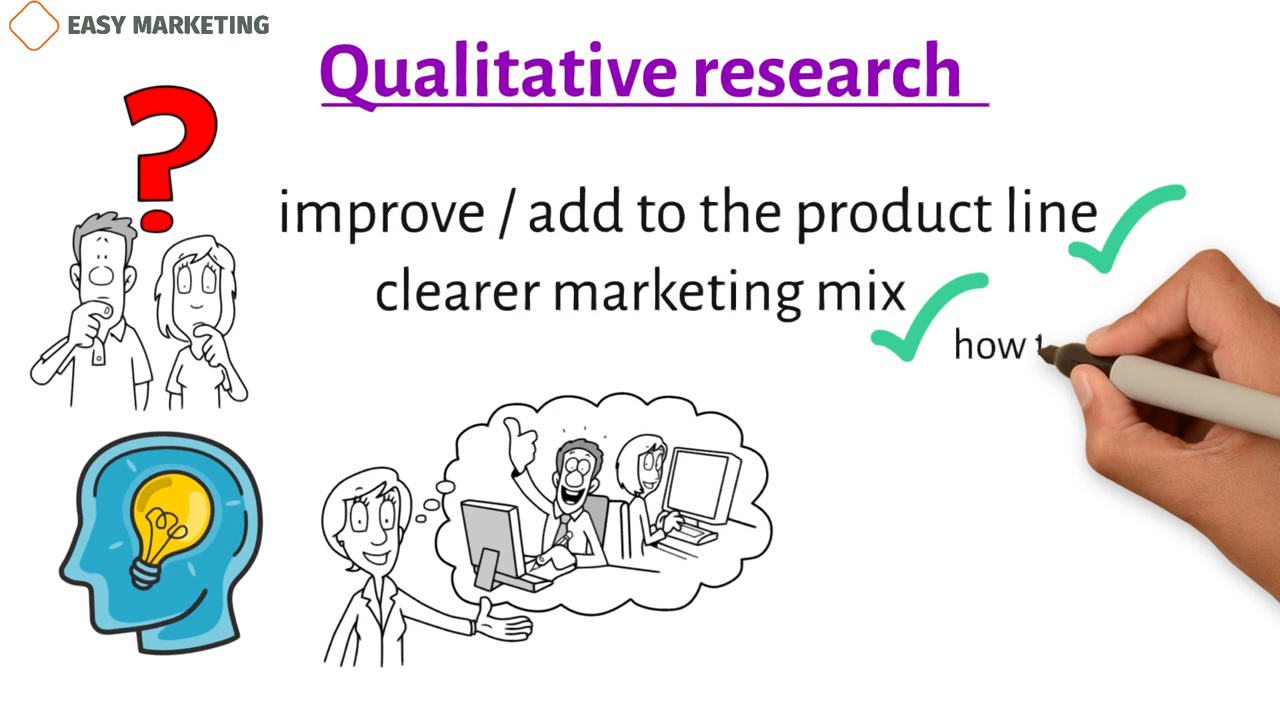 EASY MARKETING
Qualitative research
?
improve / add to the product line
clearer marketing mix
how